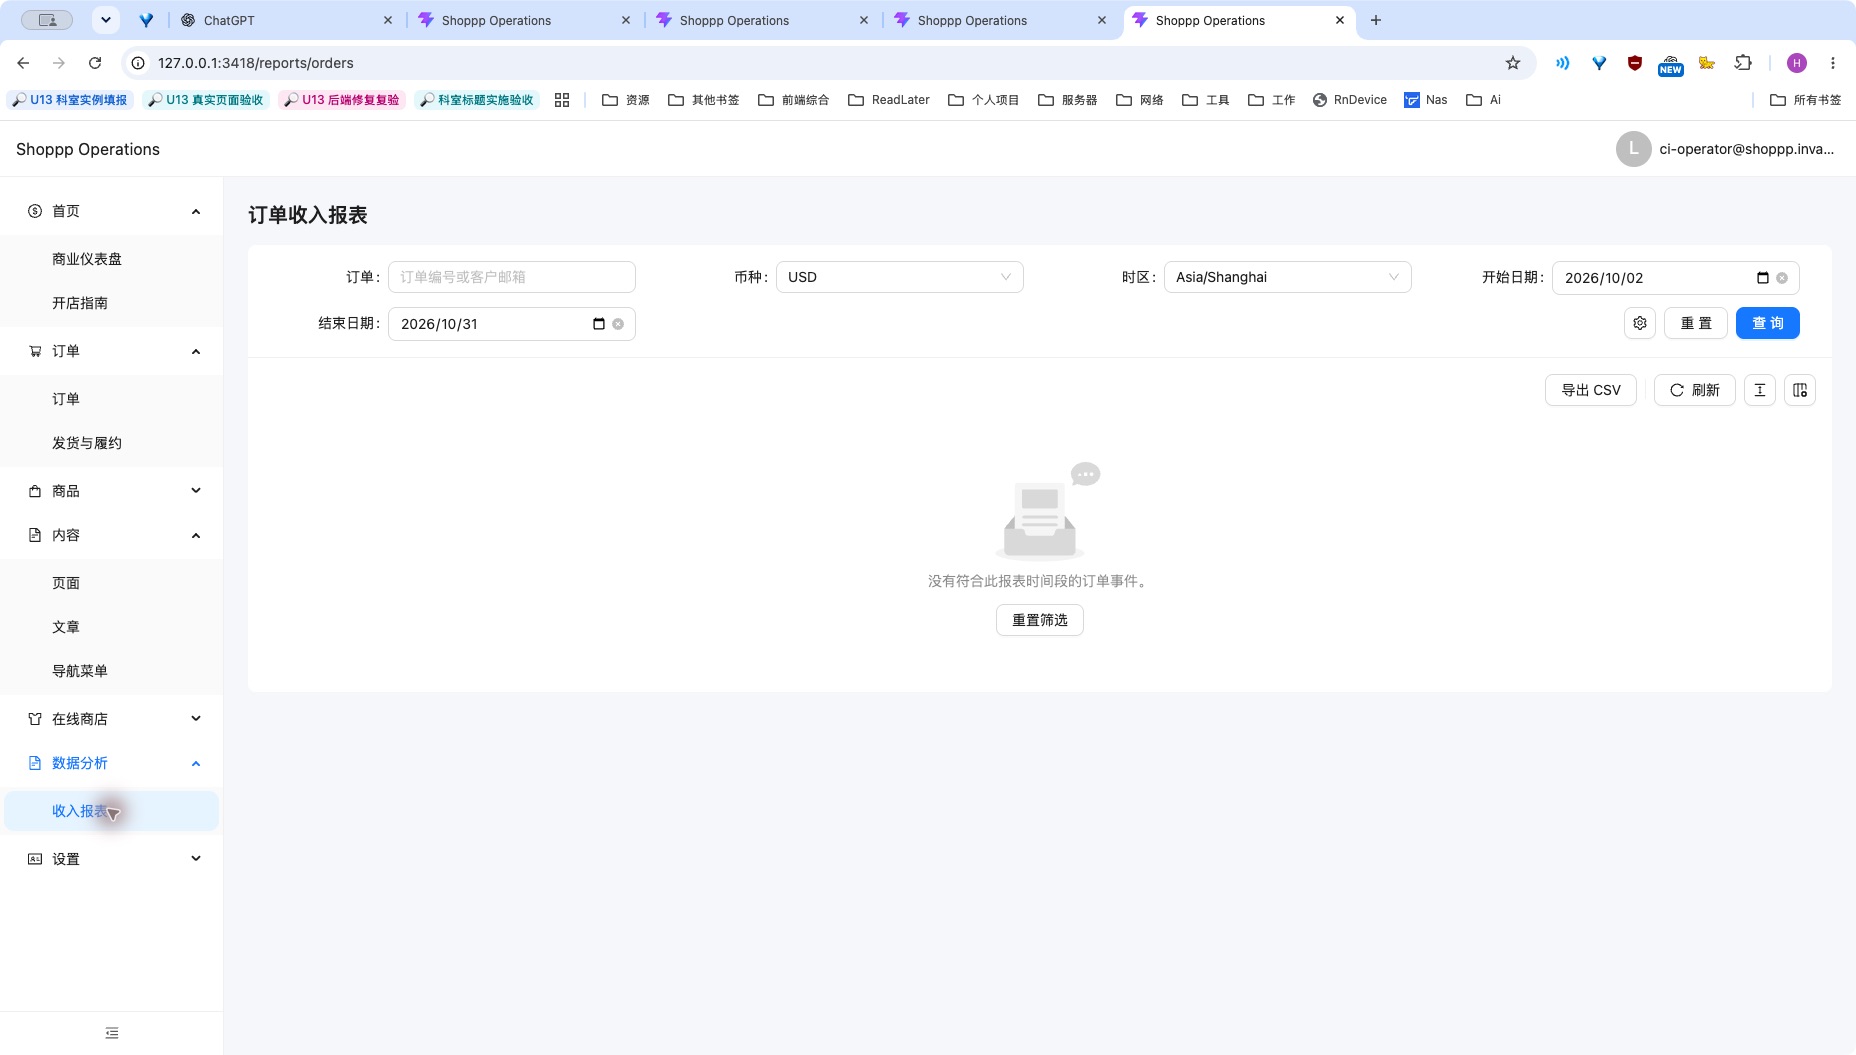 ChatGPT
Shoppp Operations
Shoppp Operations
Shoppp Operations
Shoppp Operations
127.0.0.1:3418/reports/orders
NEW
H
U13 科室实例填报
U13 真实页面验收
U13 后端修复复验
科室标题实施验收
资源
其他书签
前端综合
ReadLater
个人项目
服务器
网络
工具
工作
RnDevice
Nas
Ai
所有书签
Shoppp Operations
L
ci-operator@shoppp.inva...
首页
商业仪表盘
开店指南
订单
订单
发货与履约
商品
内容
页面
文章
导航菜单
在线商店
数据分析
收入报表
设置
订单收入报表
订单: 订单编号或客户邮箱
币种: USD
时区: Asia/Shanghai
开始日期: 2026/10/02
结束日期: 2026/10/31
重 置
查 询
导出 CSV
刷新
没有符合此报表时间段的订单事件。
重置筛选